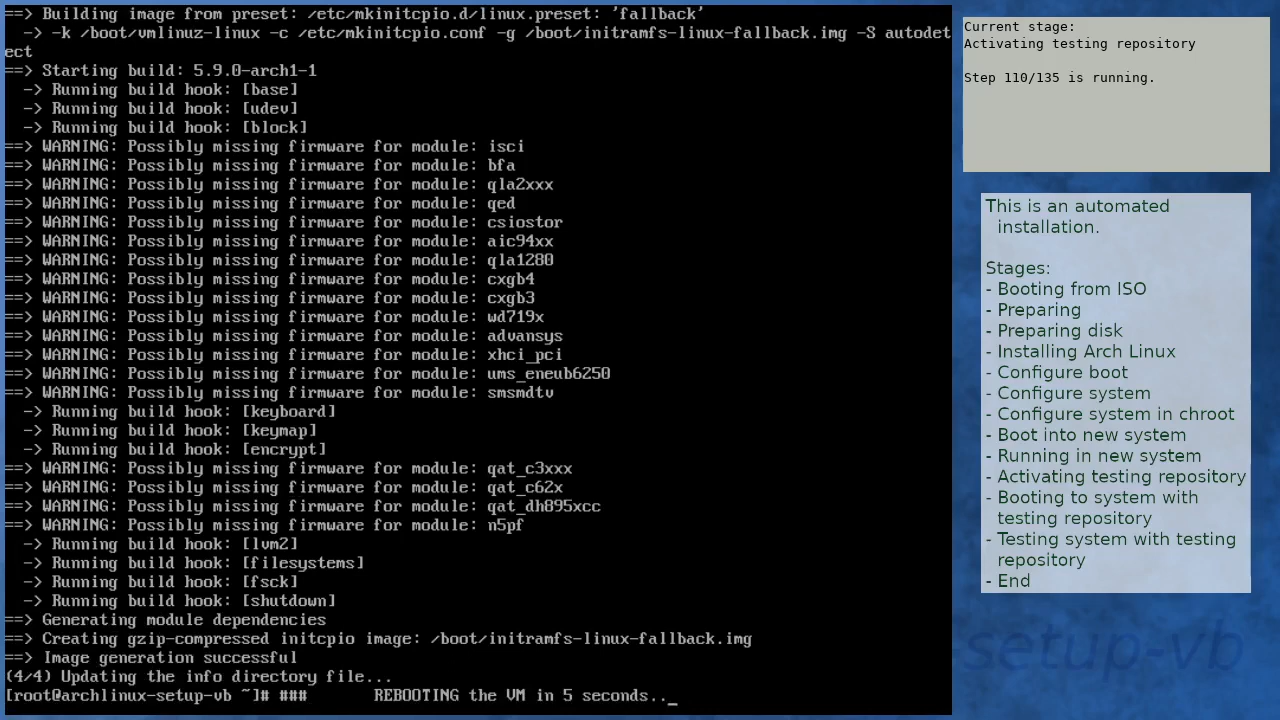 ==> Building image from preset: /etc/mkinitcpio.d/linux.preset: 'fallback'
  -> -k /boot/vmlinuz-linux -c /etc/mkinitcpio.conf -g /boot/initramfs-linux-fallback.img -S autodet
ect
==> Starting build: 5.9.0-arch1-1
  -> Running build hook: [base]
  -> Running build hook: [udev]
  -> Running build hook: [block]
==> WARNING: Possibly missing firmware for module: isci
==> WARNING: Possibly missing firmware for module: bfa
==> WARNING: Possibly missing firmware for module: qla2xxx
==> WARNING: Possibly missing firmware for module: qed
==> WARNING: Possibly missing firmware for module: csiostor
==> WARNING: Possibly missing firmware for module: aic94xx
==> WARNING: Possibly missing firmware for module: qla1280
==> WARNING: Possibly missing firmware for module: cxgb4
==> WARNING: Possibly missing firmware for module: cxgb3
==> WARNING: Possibly missing firmware for module: wd719x
==> WARNING: Possibly missing firmware for module: advansys
==> WARNING: Possibly missing firmware for module: xhci_pci
==> WARNING: Possibly missing firmware for module: ums_eneub6250
==> WARNING: Possibly missing firmware for module: smsmdtv
  -> Running build hook: [keyboard]
  -> Running build hook: [keymap]
  -> Running build hook: [encrypt]
==> WARNING: Possibly missing firmware for module: qat_c3xxx
==> WARNING: Possibly missing firmware for module: qat_c62x
==> WARNING: Possibly missing firmware for module: qat_dh895xcc
==> WARNING: Possibly missing firmware for module: n5pf
  -> Running build hook: [lvm2]
  -> Running build hook: [filesystems]
  -> Running build hook: [fsck]
  -> Running build hook: [shutdown]
==> Generating module dependencies
==> Creating gzip-compressed initcpio image: /boot/initramfs-linux-fallback.img
==> Image generation successful
(4/4) Updating the info directory file...
[root@archlinux-setup-vb ~]# ###       REBOOTING the VM in 5 seconds.._
Current stage:
Activating testing repository
Step 110/135 is running.
This is an automated
installation.
Stages:
- Booting from ISO
- Preparing
- Preparing disk
- Installing Arch Linux
- Configure boot
- Configure system
- Configure system in chroot
- Boot into new system
- Running in new system
- Activating testing repository
- Booting to system with
testing repository
- Testing system with testing
repository
- End
setup-vb